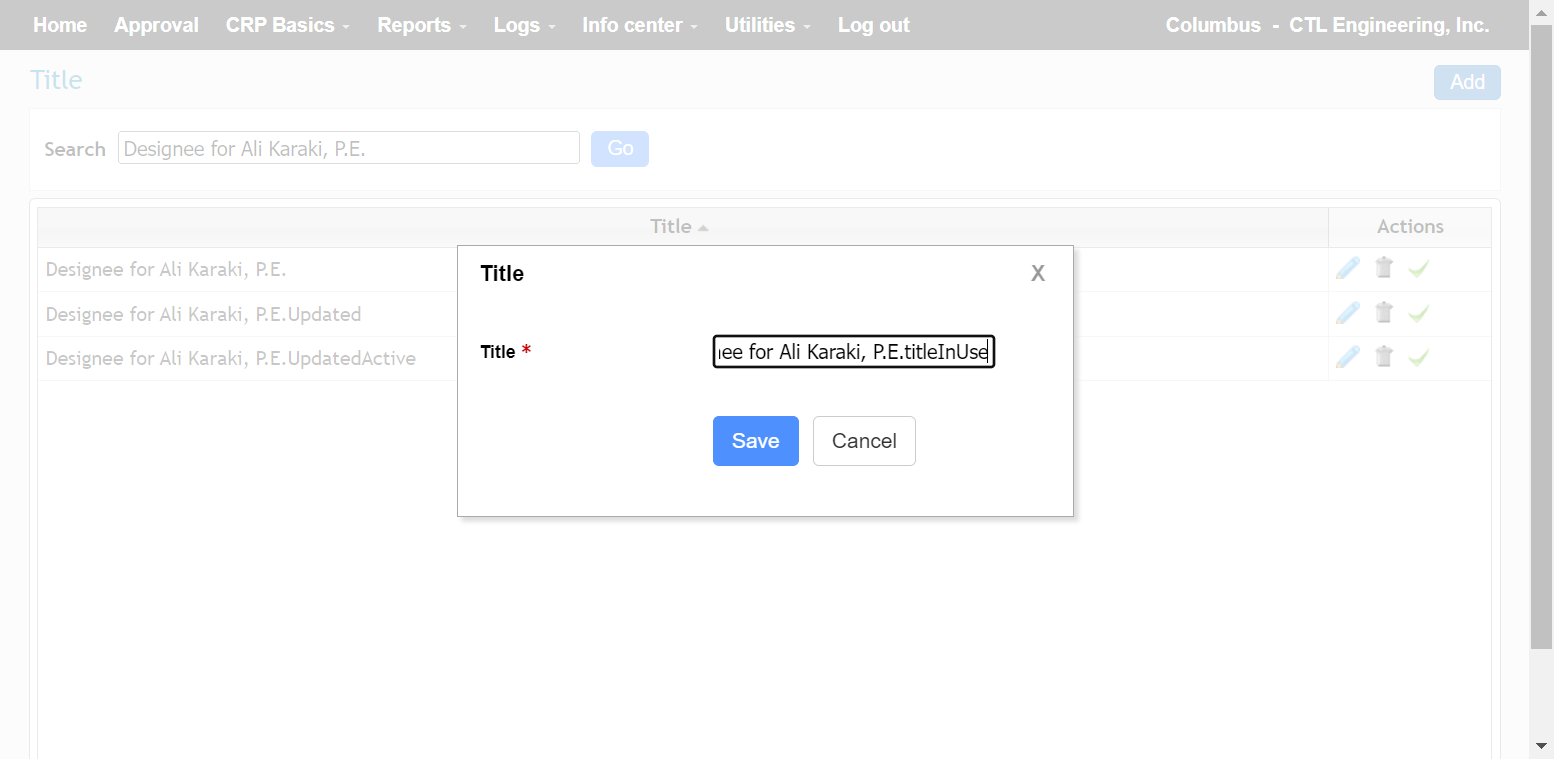 Home Approval CRP Basics Reports Logs Info center Utilities Log out Columbus - CTL Engineering, Inc.
Title Add
Search Designee for Ali Karaki, P.E. Go
Title Actions
Designee for Ali Karaki, P.E.
Designee for Ali Karaki, P.E.Updated
Designee for Ali Karaki, P.E.UpdatedActive
Title X
Title * nee for Ali Karaki, P.E.titleInUse
Save Cancel